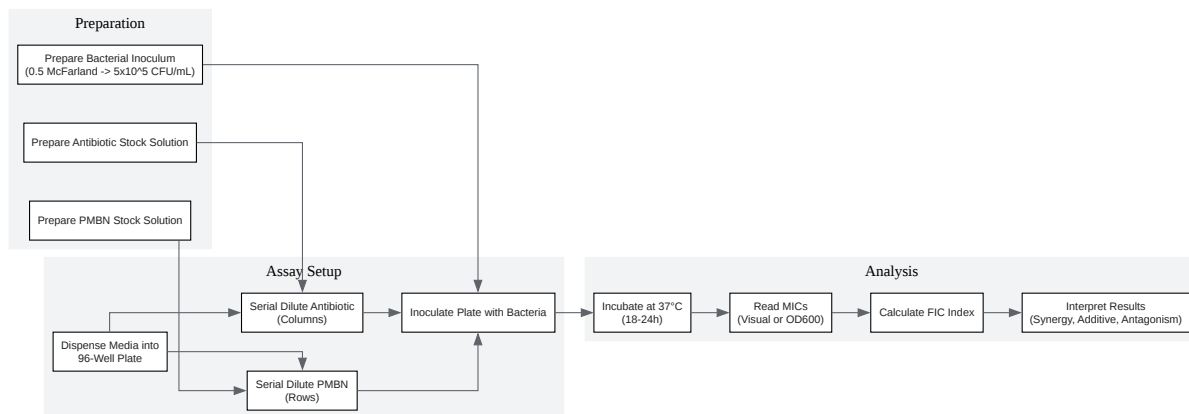 Preparation
Prepare Bacterial Inoculum
(0.5 McFarland -> 5x10^5 CFU/mL)
Prepare Antibiotic Stock Solution
Prepare PMBN Stock Solution
Assay Setup
Serial Dilute Antibiotic
(Columns)
Inoculate Plate with Bacteria
Dispense Media into
96-Well Plate
Serial Dilute PMBN
(Rows)
Analysis
Incubate at 37°C
(18-24h)
Read MICs
(Visual or OD600)
Calculate FIC Index
Interpret Results
(Synergy, Additive, Antagonism)